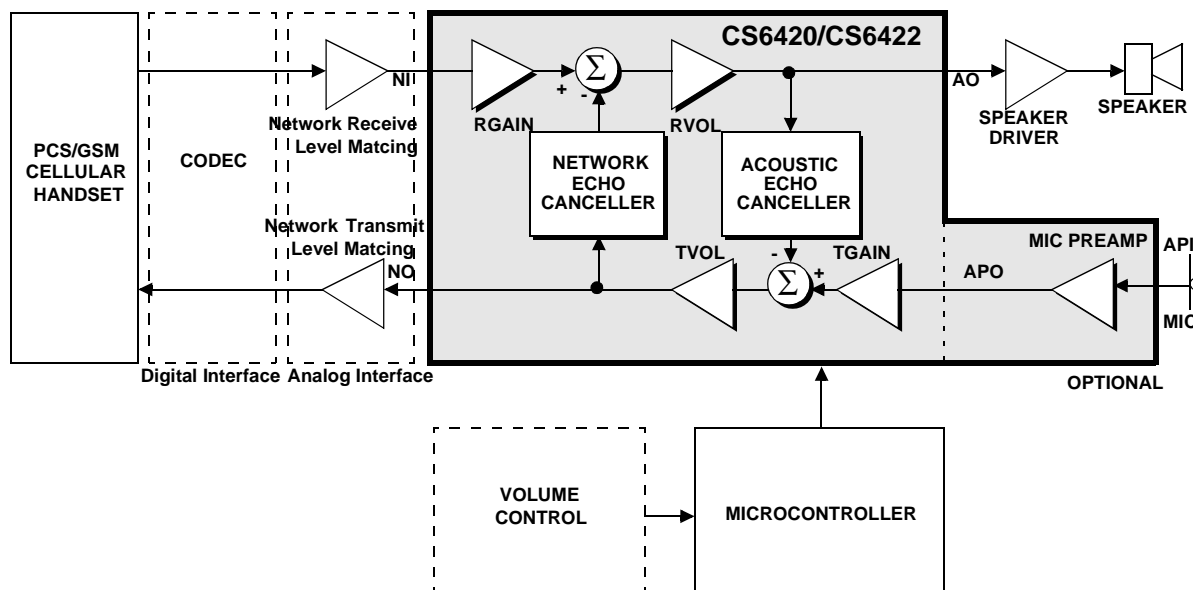 CS6420/CS6422
NI
AO
+
-
Σ
Network Receive
Level Matcing
RGAIN
RVOL
SPEAKER
DRIVER
SPEAKER
PCS/GSM
CELLULAR
HANDSET
CODEC
NETWORK
ECHO
CANCELLER
ACOUSTIC
ECHO
CANCELLER
Network Transmit
Level Matcing
NO
TVOL
-
+
Σ
TGAIN
APO
MIC PREAMP
API
MIC
Digital Interface
Analog Interface
OPTIONAL
VOLUME
CONTROL
MICROCONTROLLER